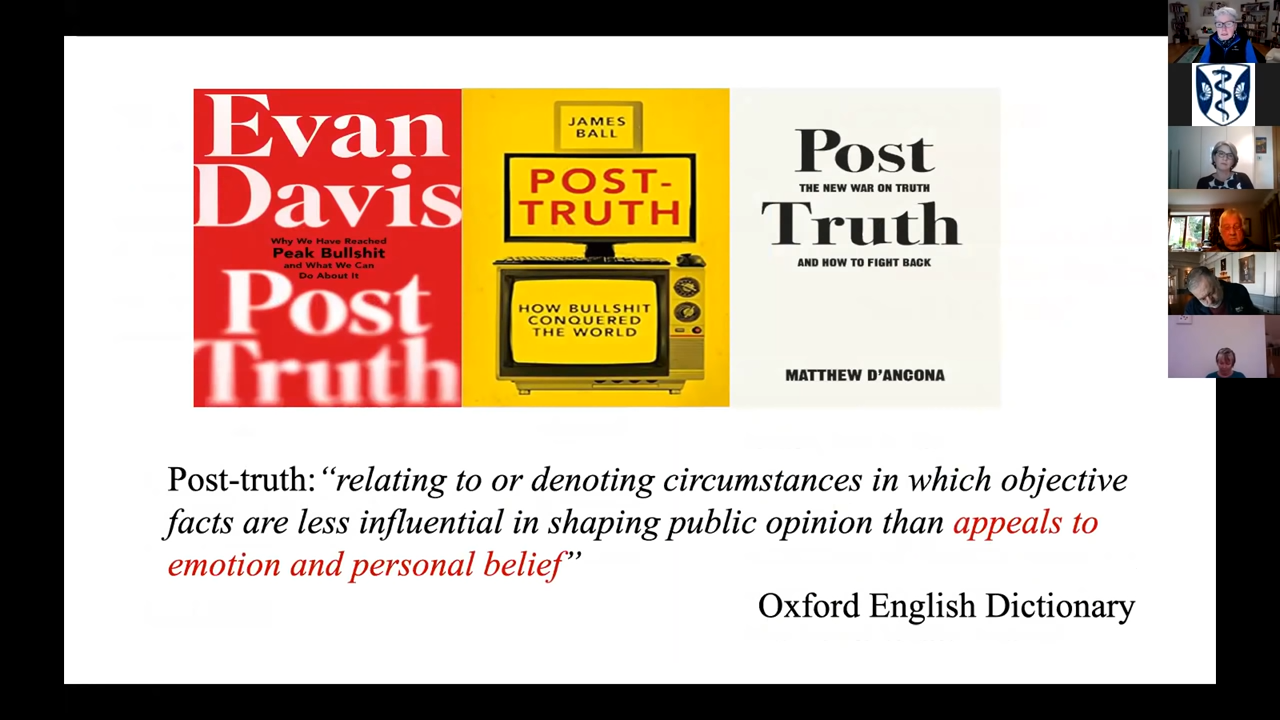 Evan
Davis
Why We Have Reached
Peak Bullshit
and What We Can
Do About It
Post
Truth
JAMES
BALL
POST-
TRUTH
HOW BULLSHIT
CONQUERED
THE WORLD
Post
THE NEW WAR ON TRUTH
Truth
AND HOW TO FIGHT BACK
MATTHEW D'ANCONA
Post-truth: “relating to or denoting circumstances in which objective
facts are less influential in shaping public opinion than appeals to
emotion and personal belief”
Oxford English Dictionary